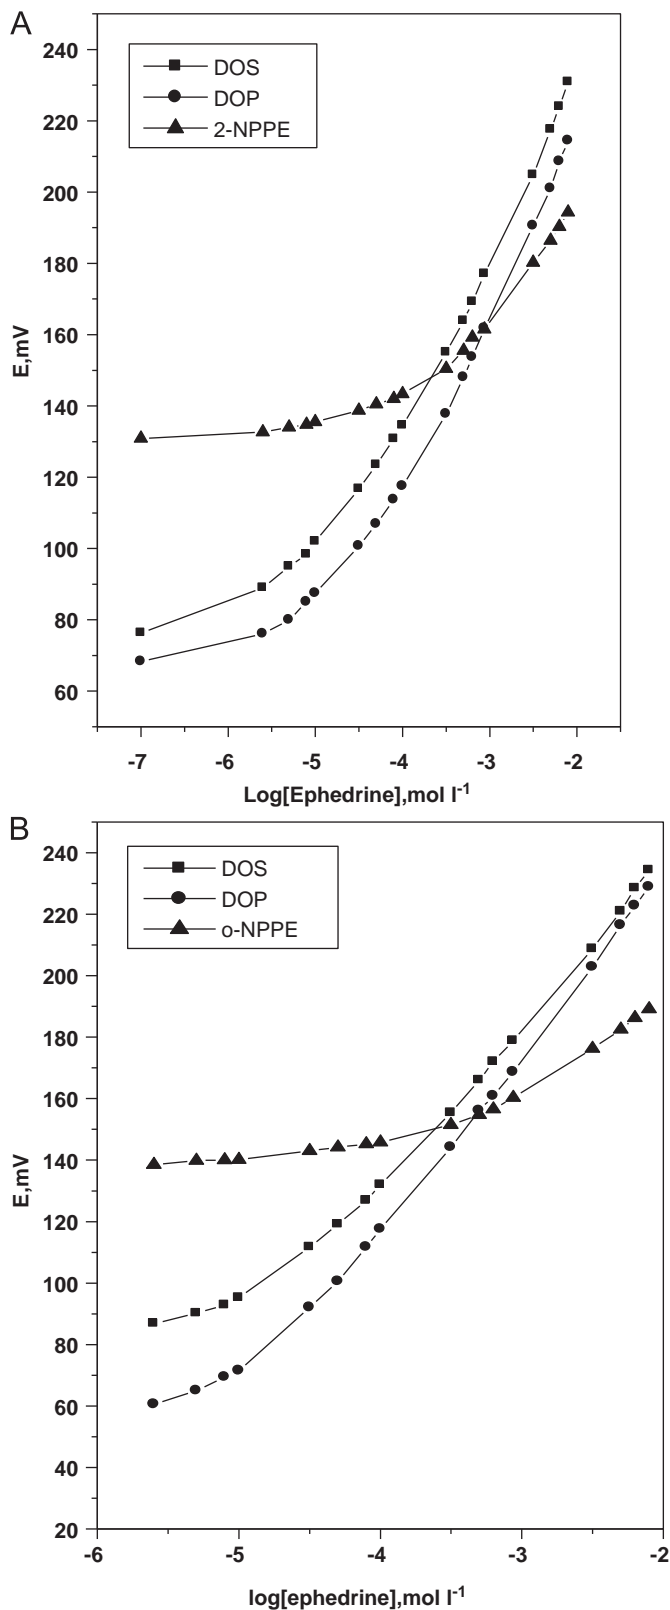 A
DOS
DOP
2-NPPE
240
220
200
180
160
140
120
100
80
60
E,mV
-7 -6 -5 -4 -3 -2
Log[Ephedrine],mol l-1
B
DOS
DOP
o-NPPE
240
220
200
180
160
140
120
100
80
60
40
20
E,mV
-6 -5 -4 -3 -2
log[ephedrine],mol l-1